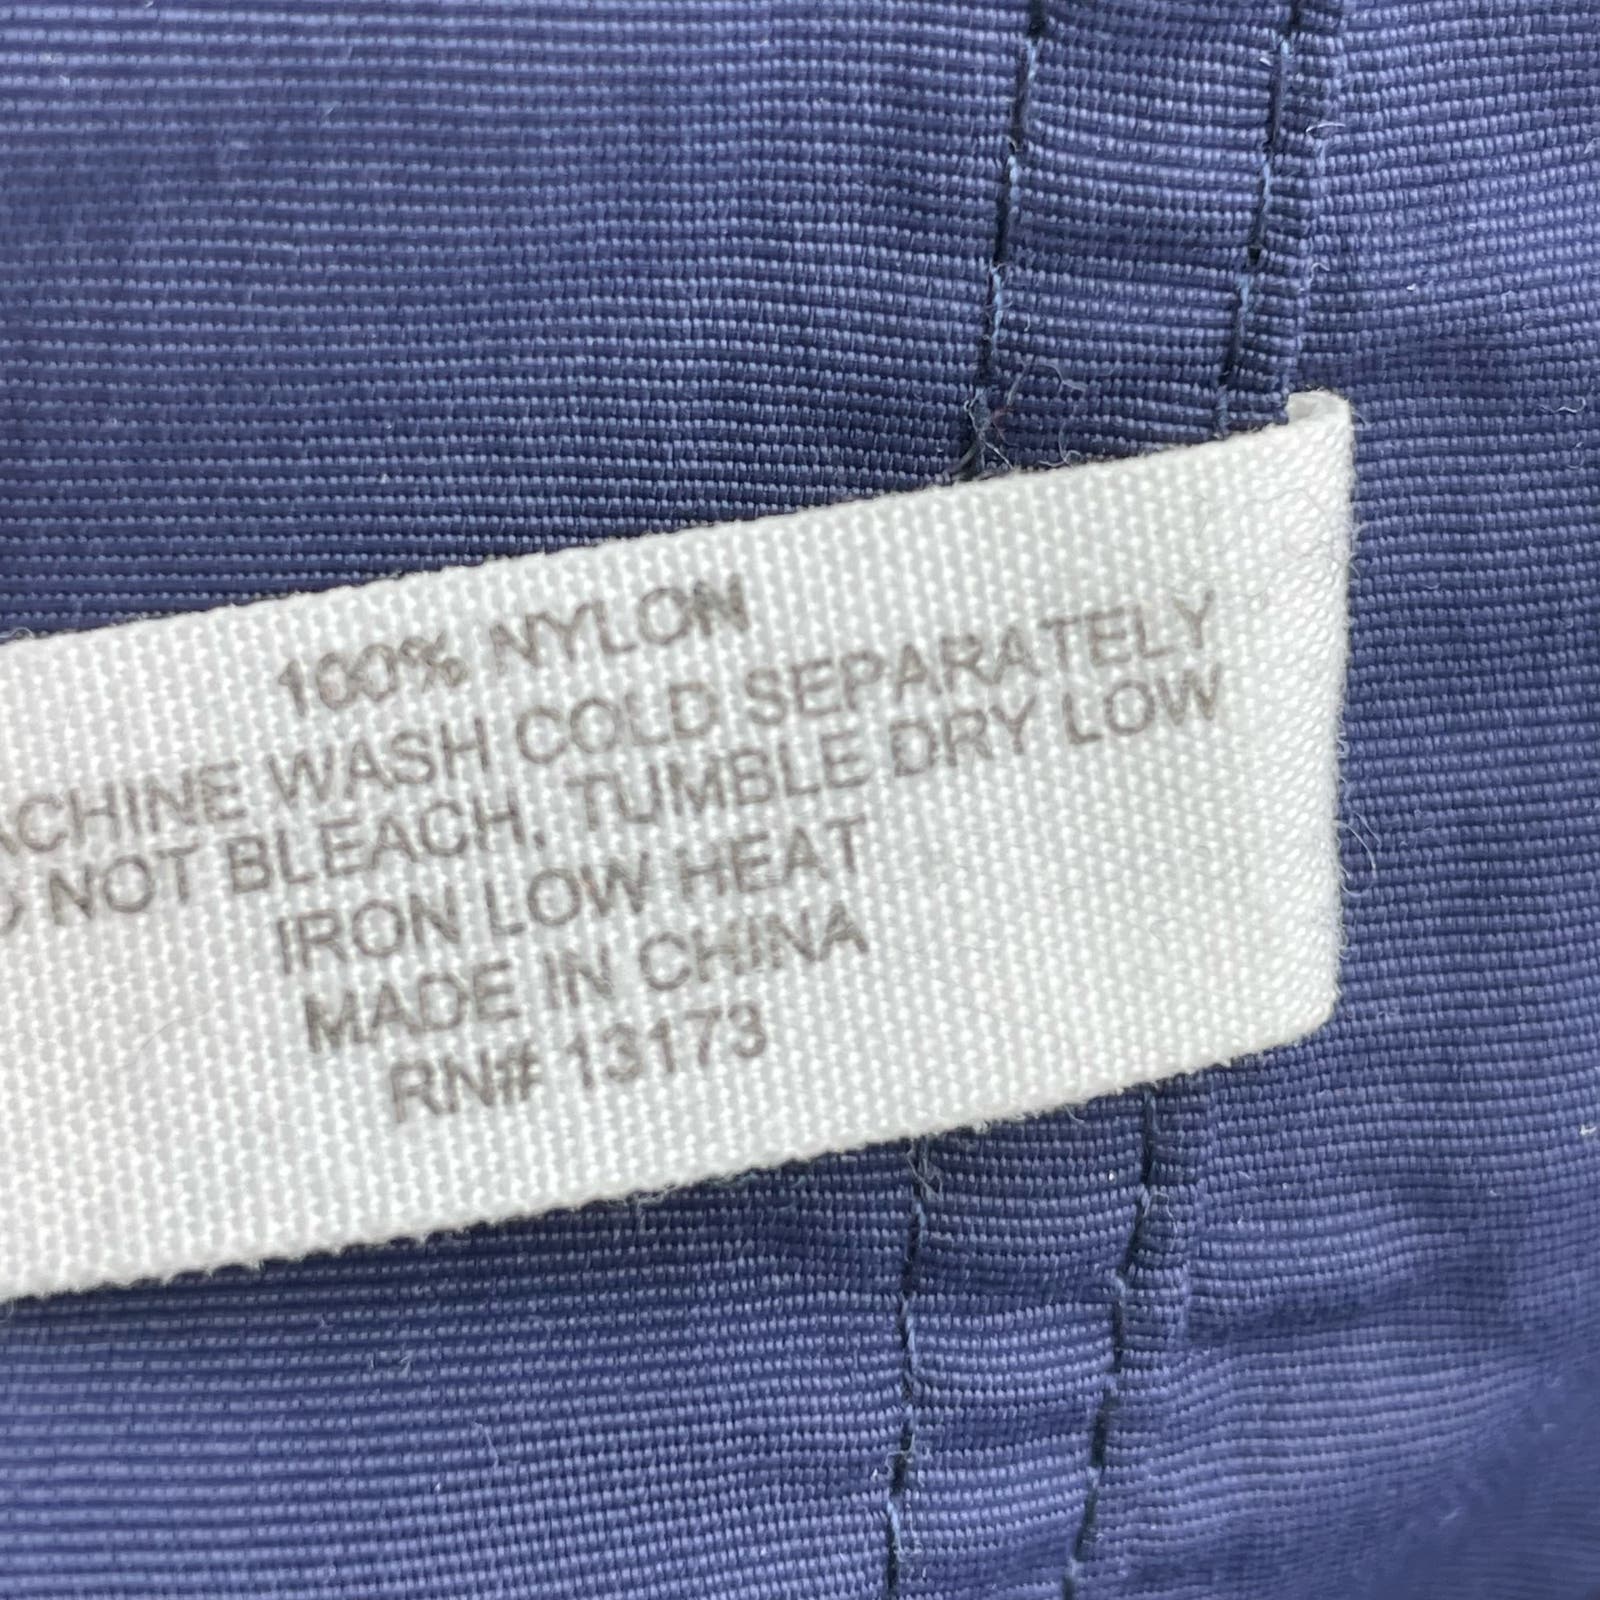 100% NYLON
ACHINE WASH COLD SEPARATELY
O NOT BLEACH, TUMBLE DRY LOW
IRON LOW HEAT
MADE IN CHINA
RN# 13173